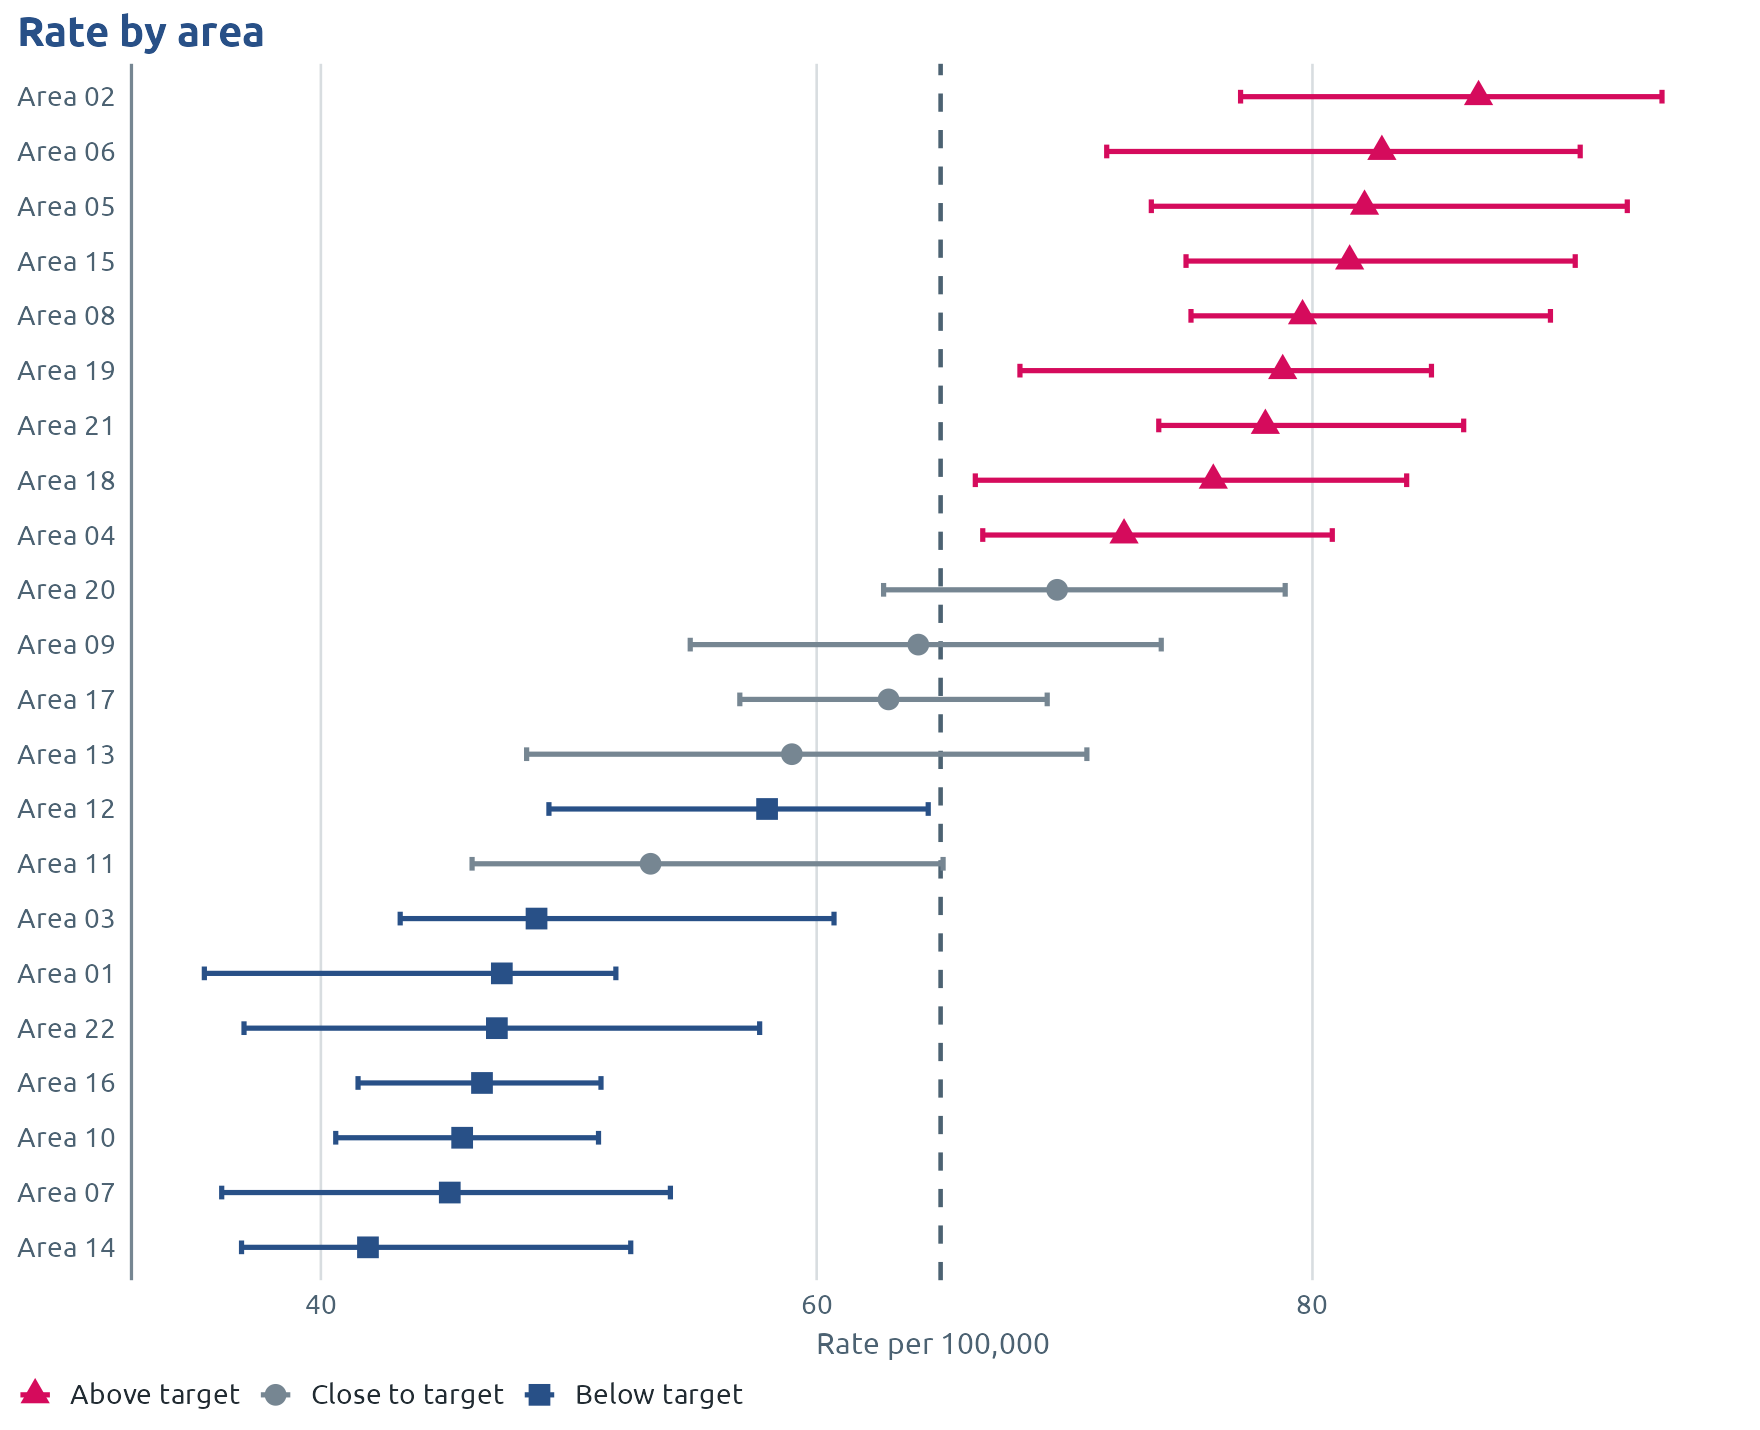 Rate by area
Area 02
Area 06
Area 05
Area 15
Area 08
Area 19
Area 21
Area 18
Area 04
Area 20
Area 09
Area 17
Area 13
Area 12
Area 11
Area 03
Area 01
Area 22
Area 16
Area 10
Area 07
Area 14
40 60 80
Rate per 100,000
Above target Close to target Below target